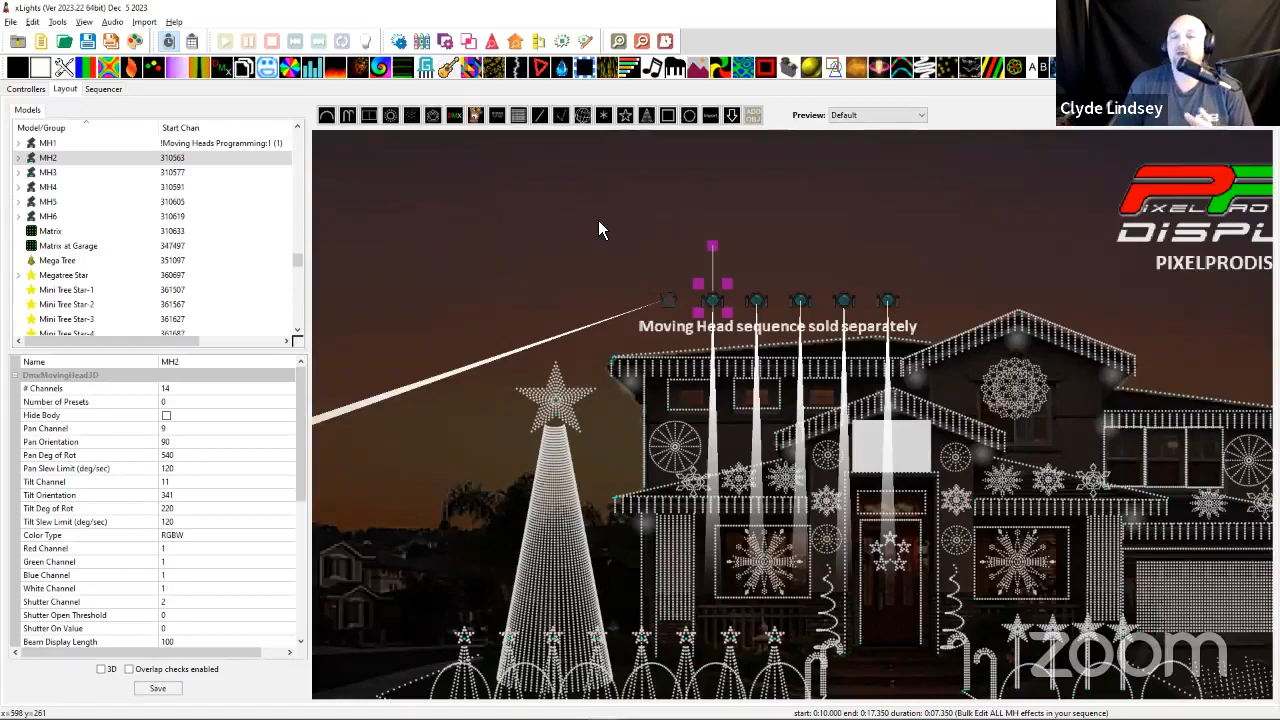 xLights (Ver 2023.22 64bit) Dec 5 2023
File Edit Tools View Audio Import Help
Controllers Layout Sequencer
Models
Preview: Default
Model/Group Start Chan
MH1 !Moving Heads Programming:1 (1)
MH2 310563
MH3 310577
MH4 310591
MH5 310605
MH6 310619
Matrix 310633
Matrix at Garage 347497
Mega Tree 351097
Megatree Star 360697
Mini Tree Star-1 361507
Mini Tree Star-2 361567
Mini Tree Star-3 361627
Mini Tree Star-4 361687
Name MH2
DmxMovingHead3D
# Channels 14
Number of Presets 0
Hide Body
Pan Channel 9
Pan Orientation 90
Pan Deg of Rot 540
Pan Slew Limit (deg/sec) 120
Tilt Channel 11
Tilt Orientation 341
Tilt Deg of Rot 220
Tilt Slew Limit (deg/sec) 120
Color Type RGBW
Red Channel 1
Green Channel 1
Blue Channel 1
White Channel 1
Shutter Channel 2
Shutter Open Threshold 0
Shutter On Value 0
Beam Display Length 100
3D Overlap checks enabled
Save
Clyde Lindsey
DISPL
PIXELPRODIS
Moving Head sequence sold separately
zoom
x=598 y=261
start: 0:10.000 end: 0:17.350 duration: 0:07.350 (Bulk Edit ALL MH effects in your sequence)